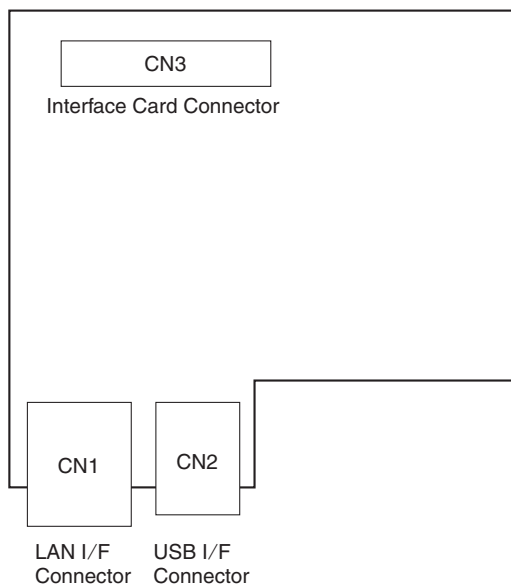 CN3
Interface Card Connector
CN1
CN2
LAN I/F
Connector
USB I/F
Connector